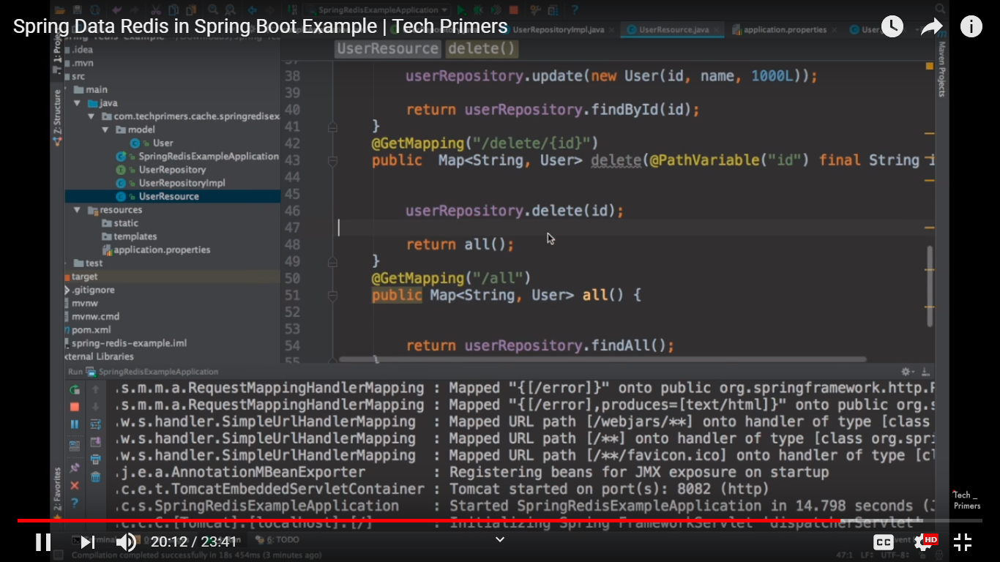 Spring Data Redis in Spring Boot Example | Tech Primers
SpringRedisExampleApplication
UserRepositoryImpl.java
UserResource.java
application.properties
UserResource delete()
1: Proje
Z: Structure
2: Favorites
Maven Projects
.idea
.mvn
src
main
java
com.techprimers.cache.springredisex
model
User
SpringRedisExampleApplication
UserRepository
UserRepositoryImpl
UserResource
resources
static
templates
application.properties
test
target
.gitignore
mvnw
mvnw.cmd
pom.xml
spring-redis-example.iml
xternal Libraries
38 userRepository.update(new User(id, name, 1000L));
39
40 return userRepository.findById(id);
41 }
42 @GetMapping("/delete/{id}")
43 public Map<String, User> delete(@PathVariable("id") final String i
44
45
46 userRepository.delete(id);
47
48 return all();
49 }
50 @GetMapping("/all")
51 public Map<String, User> all() {
52
53
54 return userRepository.findAll();
55 }
Run SpringRedisExampleApplication
.s.m.m.a.RequestMappingHandlerMapping : Mapped "{[/error]}" onto public org.springframework.http.R
.s.m.m.a.RequestMappingHandlerMapping : Mapped "{[/error],produces=[text/html]}" onto public org.s
.w.s.handler.SimpleUrlHandlerMapping : Mapped URL path [/webjars/**] onto handler of type [class
.w.s.handler.SimpleUrlHandlerMapping : Mapped URL path [/**] onto handler of type [class org.spri
.w.s.handler.SimpleUrlHandlerMapping : Mapped URL path [/**/favicon.ico] onto handler of type [cl
.j.e.a.AnnotationMBeanExporter : Registering beans for JMX exposure on startup
.c.e.t.TomcatEmbeddedServletContainer : Tomcat started on port(s): 8082 (http)
.c.s.SpringRedisExampleApplication : Started SpringRedisExampleApplication in 14.798 seconds (J
.c.c.C.[Tomcat].[localhost].[/] : Initializing Spring FrameworkServlet 'dispatcherServlet'
Tech _
Primers
20:12 / 23:41
6: TODO
CC
HD
Compilation completed successfully in 18s 454ms (3 minutes ago)
47:1 LF÷ UTF-8÷